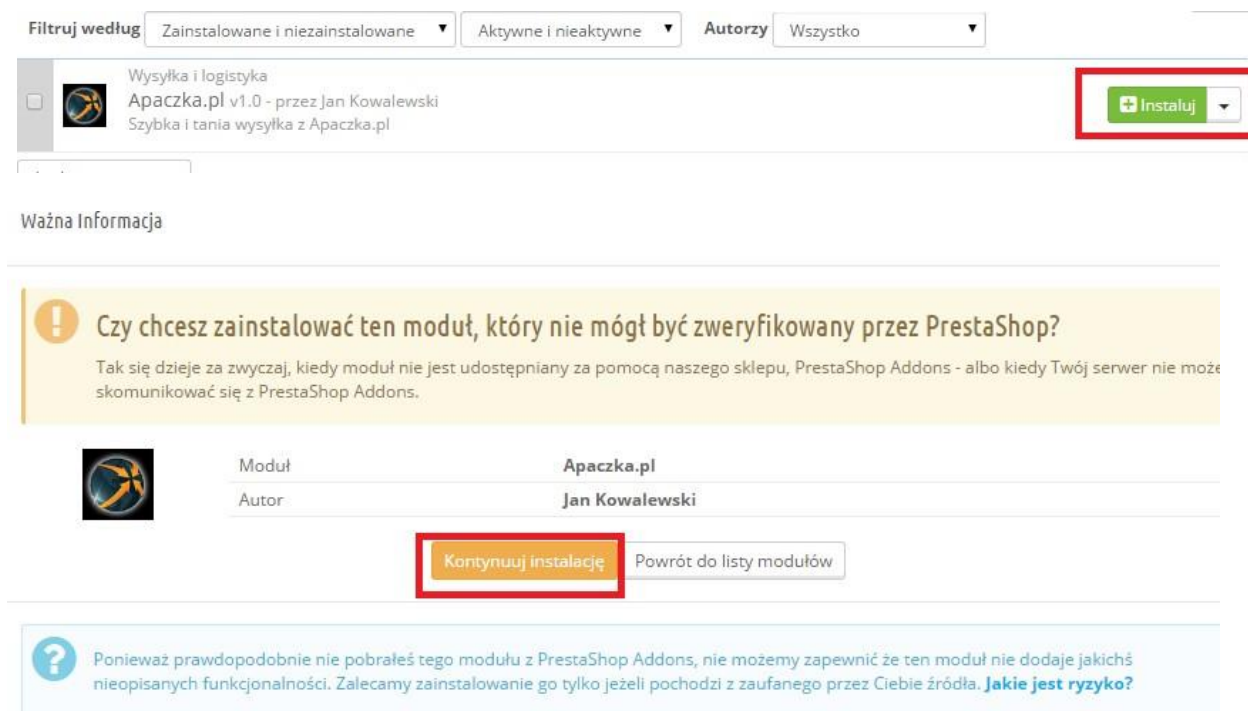 Filtruj według Zainstalowane i niezainstalowane Aktywne i nieaktywne Autorzy Wszystko
Wysyłka i logistyka
Apaczka.pl v1.0 - przez Jan Kowalewski
Instaluj
Szybka i tania wysyłka z Apaczka.pl
Ważna Informacja
Czy chcesz zainstalować ten moduł, który nie mógł być zweryfikowany przez PrestaShop?
Tak się dzieje za zwyczaj, kiedy moduł nie jest udostępniany za pomocą naszego sklepu, PrestaShop Addons - albo kiedy Twój serwer nie może
skomunikować się z PrestaShop Addons.
Moduł Apaczka.pl
Autor Jan Kowalewski
Kontynuuj instalację Powrót do listy modułów
Ponieważ prawdopodobnie nie pobrałeś tego modułu z PrestaShop Addons, nie możemy zapewnić że ten moduł nie dodaje jakichś
nieopisanych funkcjonalności. Zalecamy zainstalowanie go tylko jeżeli pochodzi z zaufanego przez Ciebie źródła. Jakie jest ryzyko?